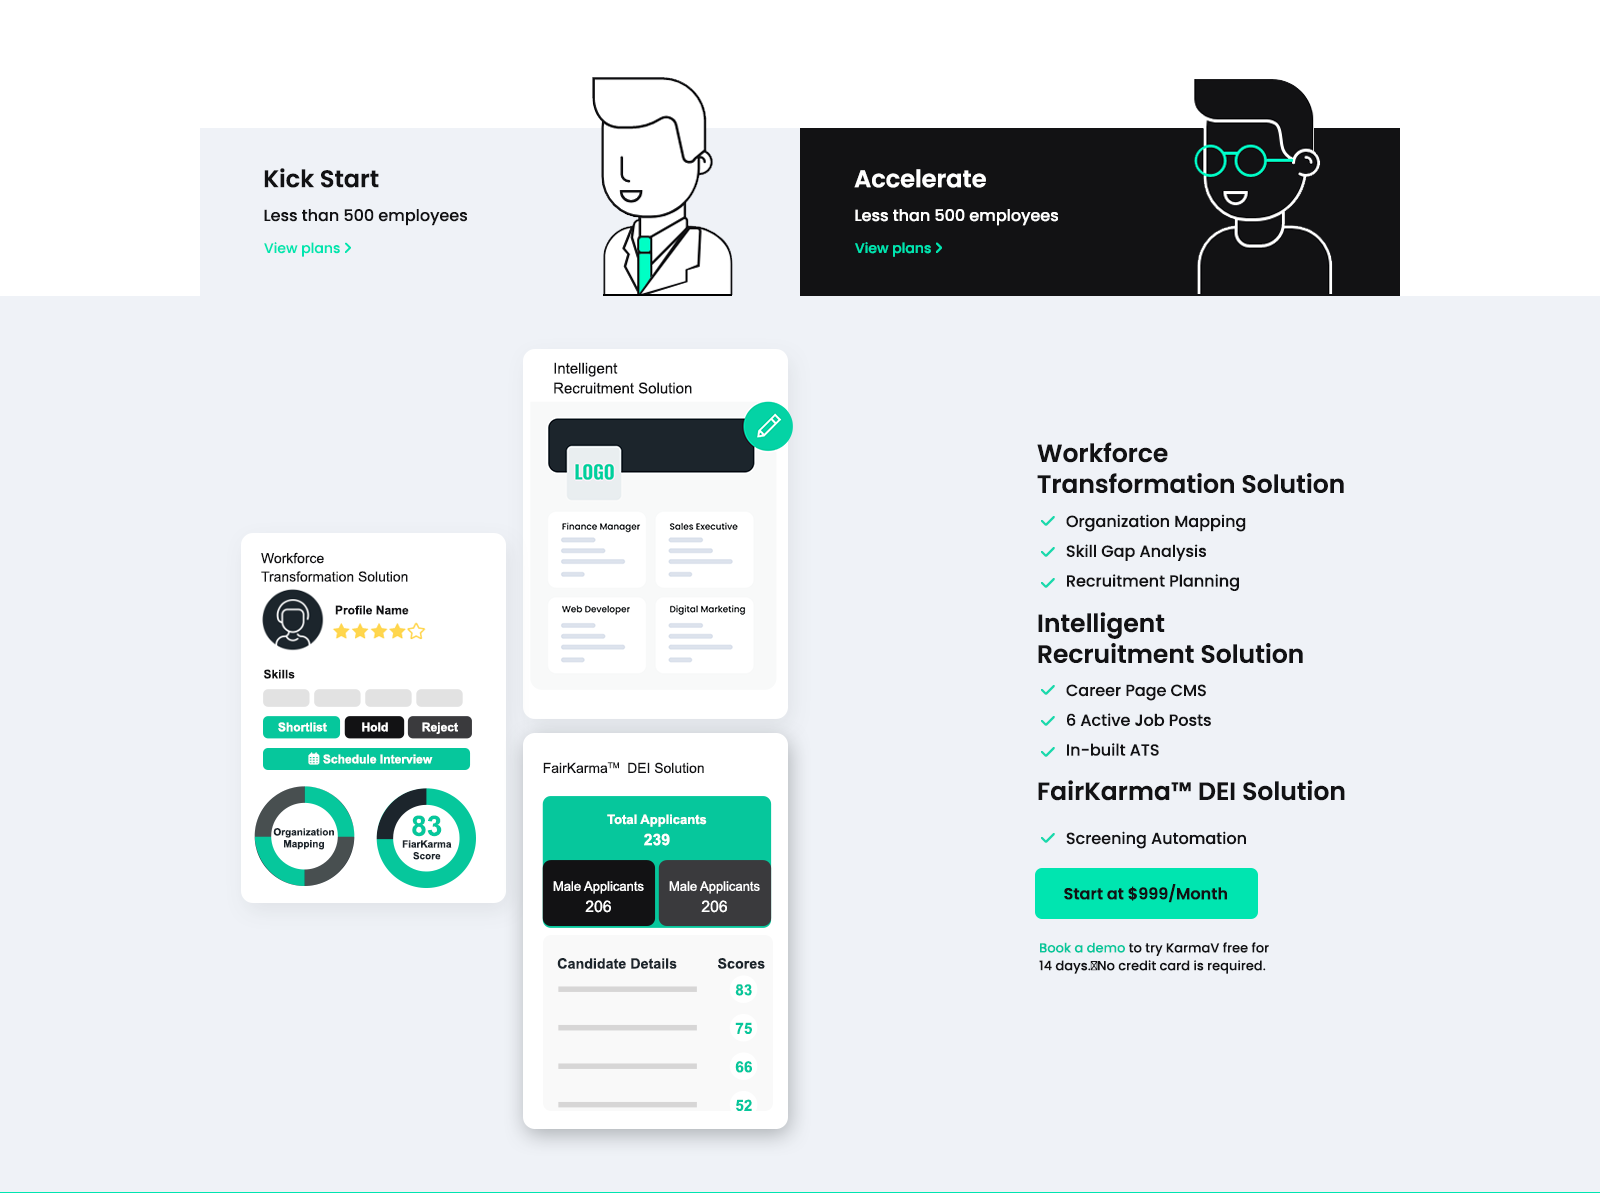 Kick Start
Less than 500 employees
View plans
Accelerate
Less than 500 employees
View plans
Intelligent
Recruitment Solution
LOGO
Finance Manager
Sales Executive
Web Developer
Digital Marketing
Workforce
Transformation Solution
Profile Name
Skills
Shortlist
Hold
Reject
Schedule Interview
Organization
Mapping
83
FiarKarma
Score
FairKarma™ DEI Solution
Total Applicants
239
Male Applicants
206
Male Applicants
206
Candidate Details
Scores
83
75
66
52
Workforce
Transformation Solution
Organization Mapping
Skill Gap Analysis
Recruitment Planning
Intelligent
Recruitment Solution
Career Page CMS
6 Active Job Posts
In-built ATS
FairKarma™ DEI Solution
Screening Automation
Start at $999/Month
Book a demo to try KarmaV free for
14 days. No credit card is required.